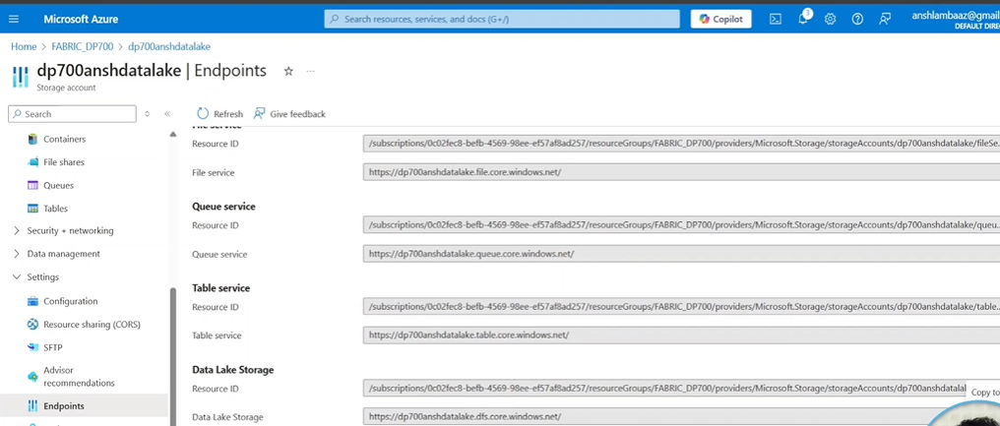 Microsoft Azure
Search resources, services, and docs (G+/)
Copilot
3
anshlambaaz@gmail
DEFAULT DIRE
Home > FABRIC_DP700 > dp700anshdatalake
dp700anshdatalake | Endpoints
Storage account
Search
Refresh
Give feedback
File service
Containers
Resource ID
/subscriptions/0c02fec8-befb-4569-98ee-ef57af8ad257/resourceGroups/FABRIC_DP700/providers/Microsoft.Storage/storageAccounts/dp700anshdatalake/fileSe...
File shares
File service
https://dp700anshdatalake.file.core.windows.net/
Queues
Tables
Queue service
Resource ID
/subscriptions/0c02fec8-befb-4569-98ee-ef57af8ad257/resourceGroups/FABRIC_DP700/providers/Microsoft.Storage/storageAccounts/dp700anshdatalake/queu...
Security + networking
Data management
Queue service
https://dp700anshdatalake.queue.core.windows.net/
Settings
Table service
Configuration
Resource ID
/subscriptions/0c02fec8-befb-4569-98ee-ef57af8ad257/resourceGroups/FABRIC_DP700/providers/Microsoft.Storage/storageAccounts/dp700anshdatalake/table...
Resource sharing (CORS)
Table service
https://dp700anshdatalake.table.core.windows.net/
SFTP
Advisor
recommendations
Data Lake Storage
Resource ID
/subscriptions/0c02fec8-befb-4569-98ee-ef57af8ad257/resourceGroups/FABRIC_DP700/providers/Microsoft.Storage/storageAccounts/dp700anshdatalal
Copy to
Endpoints
Data Lake Storage
https://dp700anshdatalake.dfs.core.windows.net/